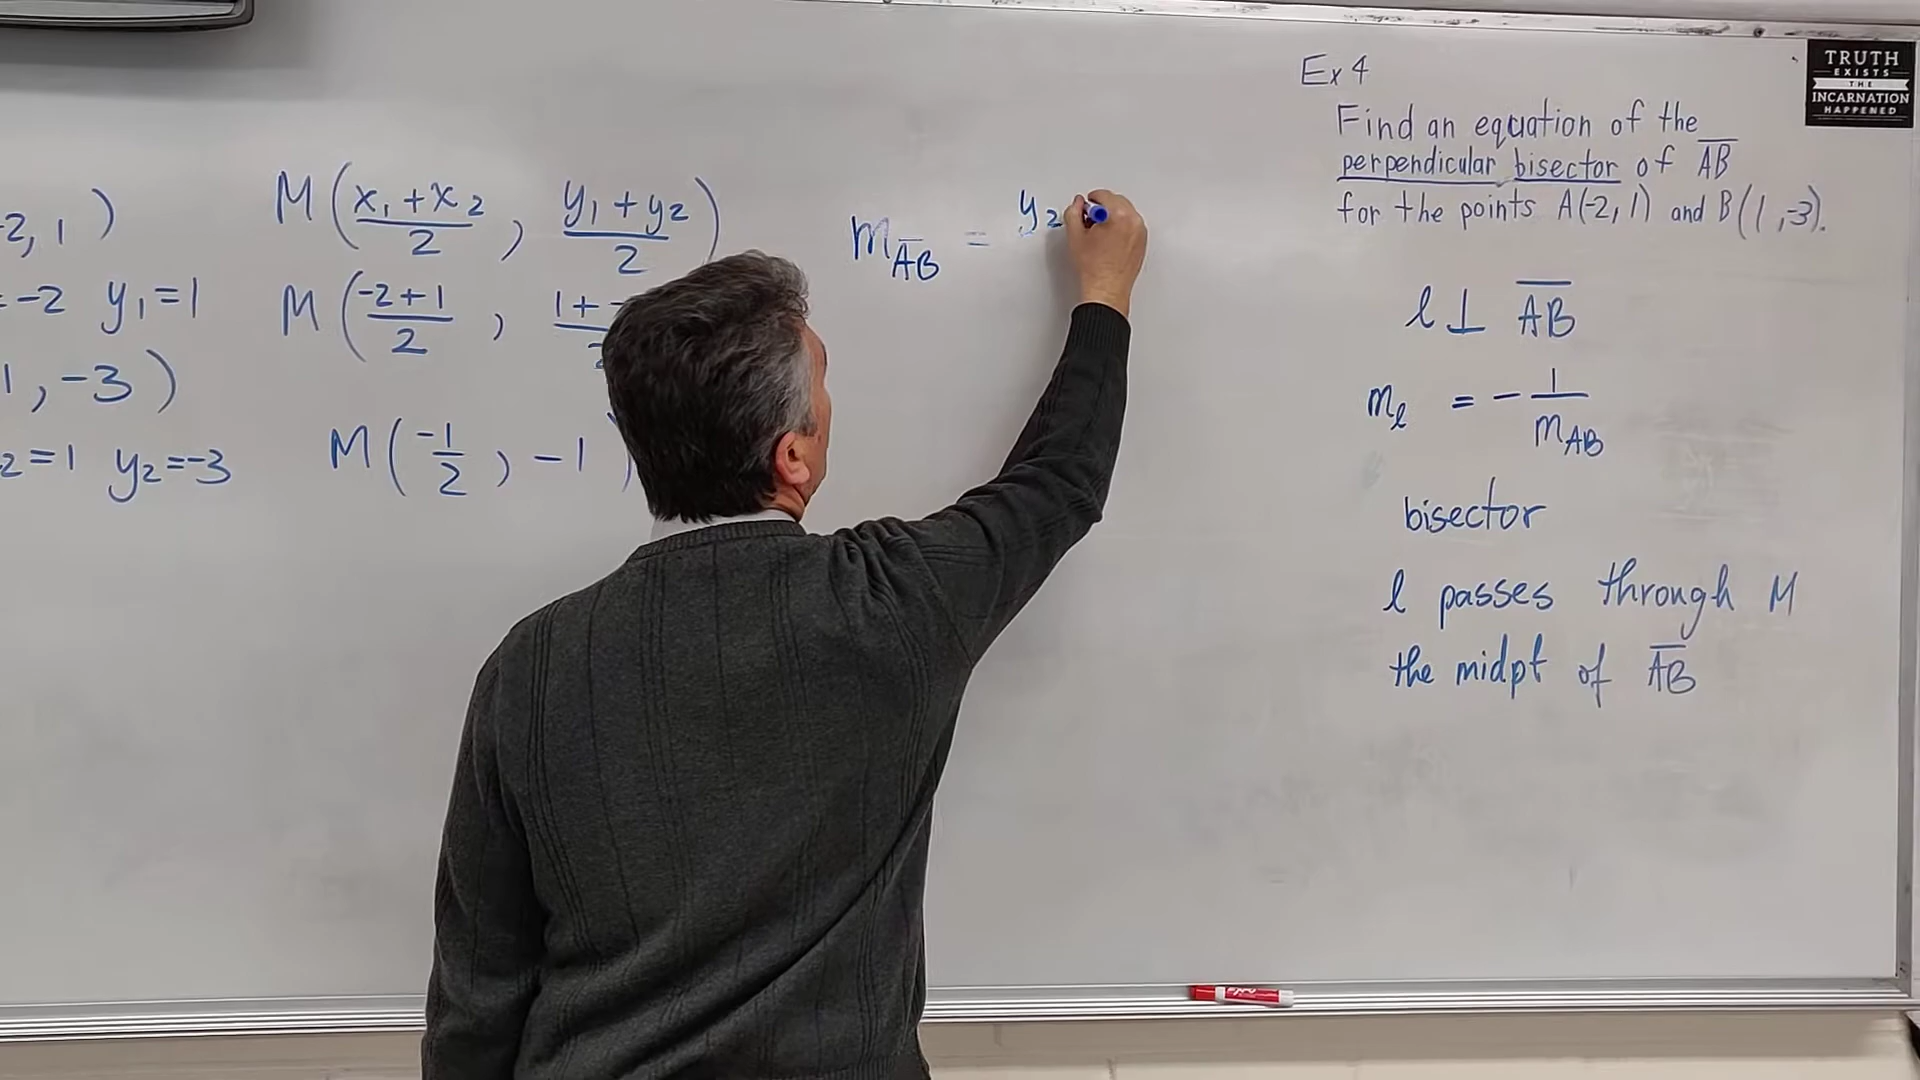 -2, 1 )
= -2 y₁ = 1
1 , -3 )
2 = 1 y₂ = -3
M ( x₁ + x₂ / 2 , y₁ + y₂ / 2 )
M ( -2 + 1 / 2 , 1 + -
M ( -1 / 2 , -1 )
m AB = y₂
Ex 4
Find an equation of the
perpendicular bisector of AB
for the points A(-2, 1) and B(1, -3).
l ⊥ AB
m_l = - 1 / m AB
bisector
l passes through M
the midpt of AB
TRUTH
EXISTS
THE
INCARNATION
HAPPENED